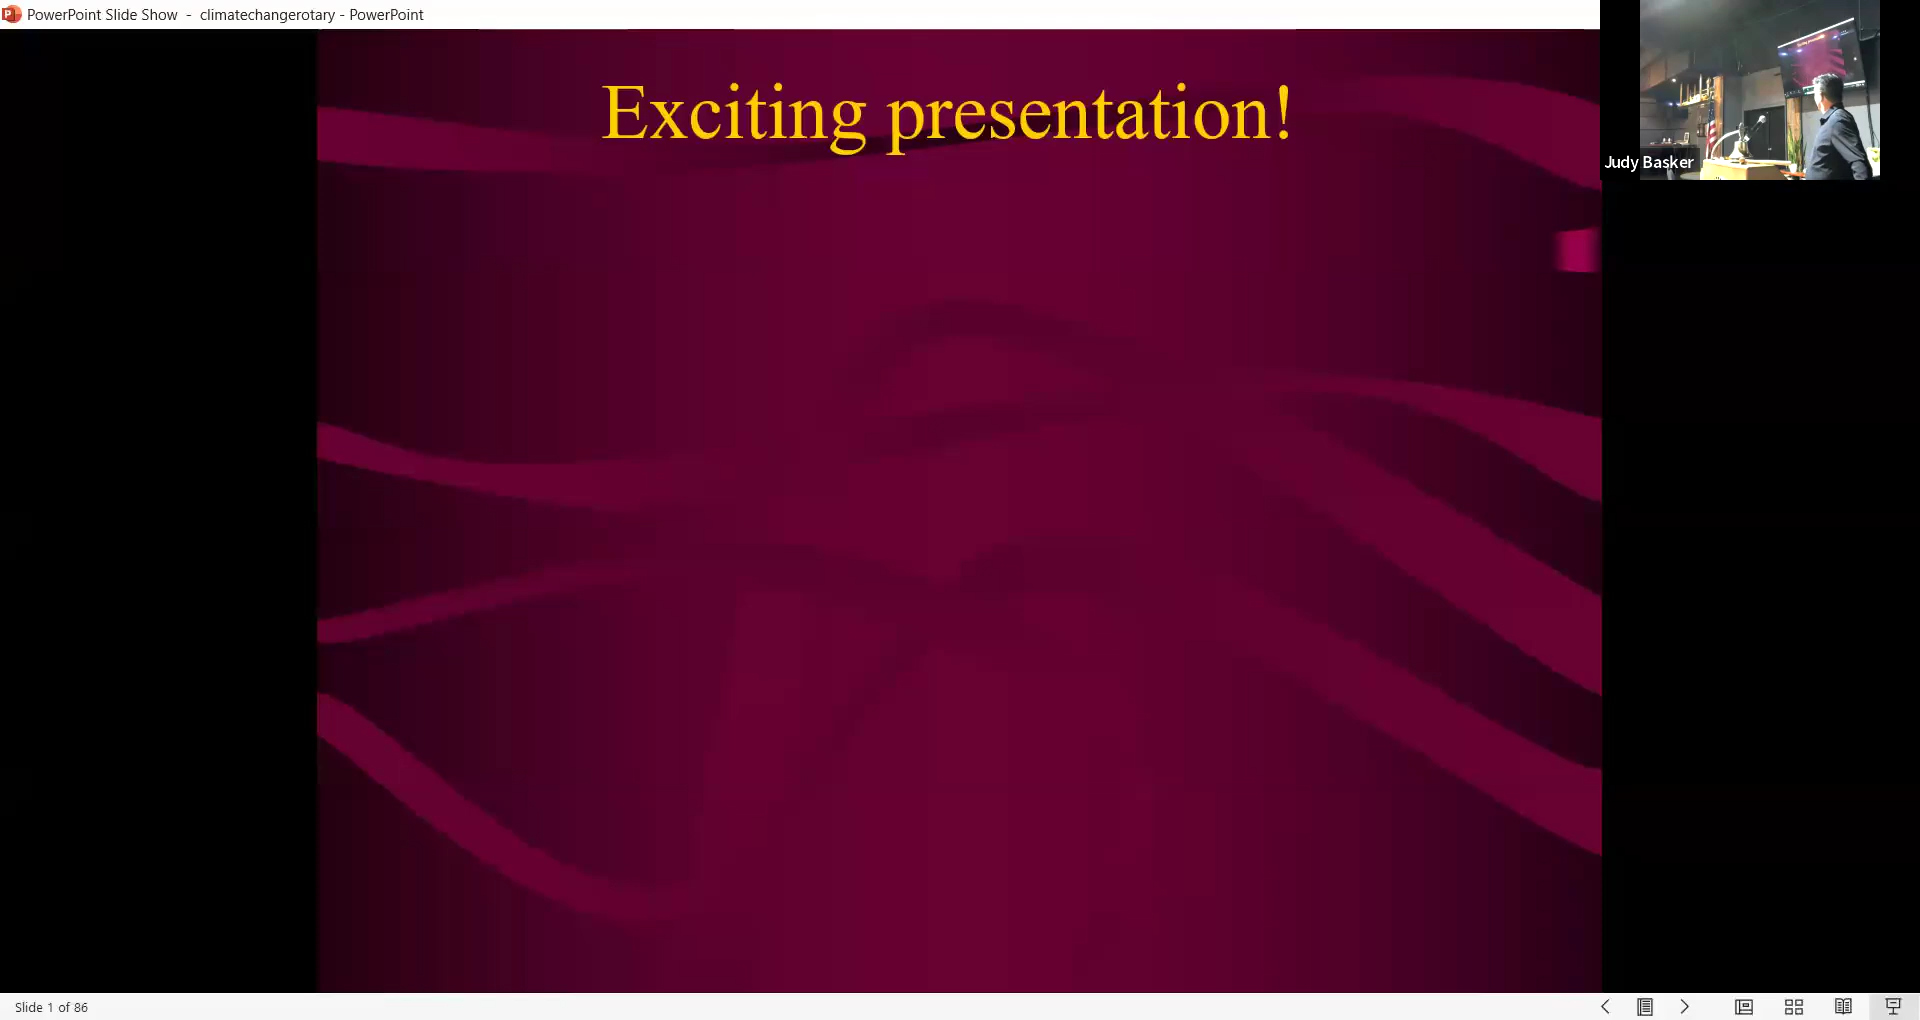 PowerPoint Slide Show - climatechangerotary - PowerPoint
Exciting presentation!
Judy Basker
Slide 1 of 86